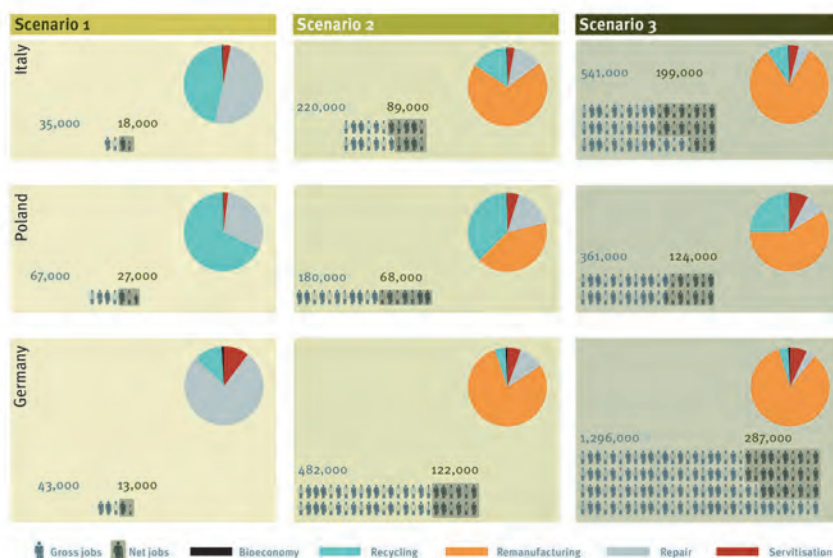 Scenario 1
Scenario 2
Scenario 3
Italy
35,000 18,000
220,000 89,000
541,000 199,000
Poland
67,000 27,000
180,000 68,000
361,000 124,000
Germany
43,000 13,000
482,000 122,000
1,296,000 287,000
Gross jobs Net jobs Bioeconomy Recycling Remanufacturing Repair Servitisation